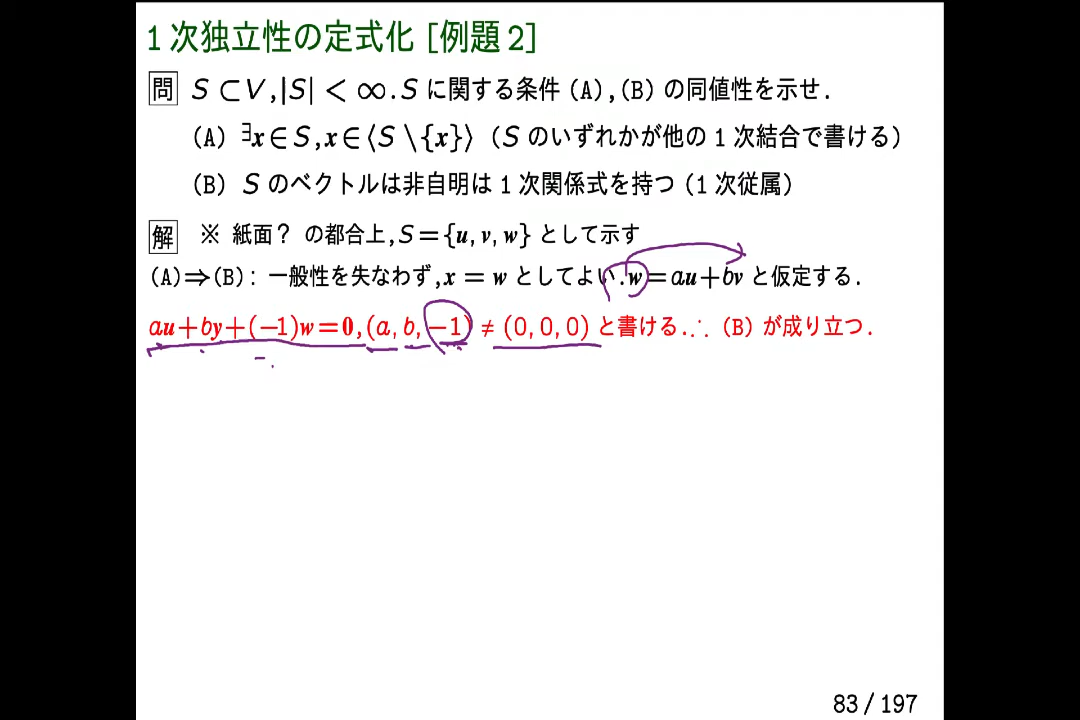 1次独立性の定式化 [例題2]
問 S⊂V,|S| < ∞.S に関する条件 (A),(B) の同値性を示せ.
(A) ∃x∈S,x∈⟨S∖{x}⟩ (S のいずれかが他の 1 次結合で書ける)
(B) S のベクトルは非自明は 1 次関係式を持つ (1 次従属)
解 ※ 紙面? の都合上,S={u,v,w} として示す
(A)⇒(B): 一般性を失なわず,x = w としてよい.w=au+bv と仮定する.
au+by+(−1)w=0,(a,b,−1) ≠ (0,0,0) と書ける.∴ (B) が成り立つ.
83 / 197